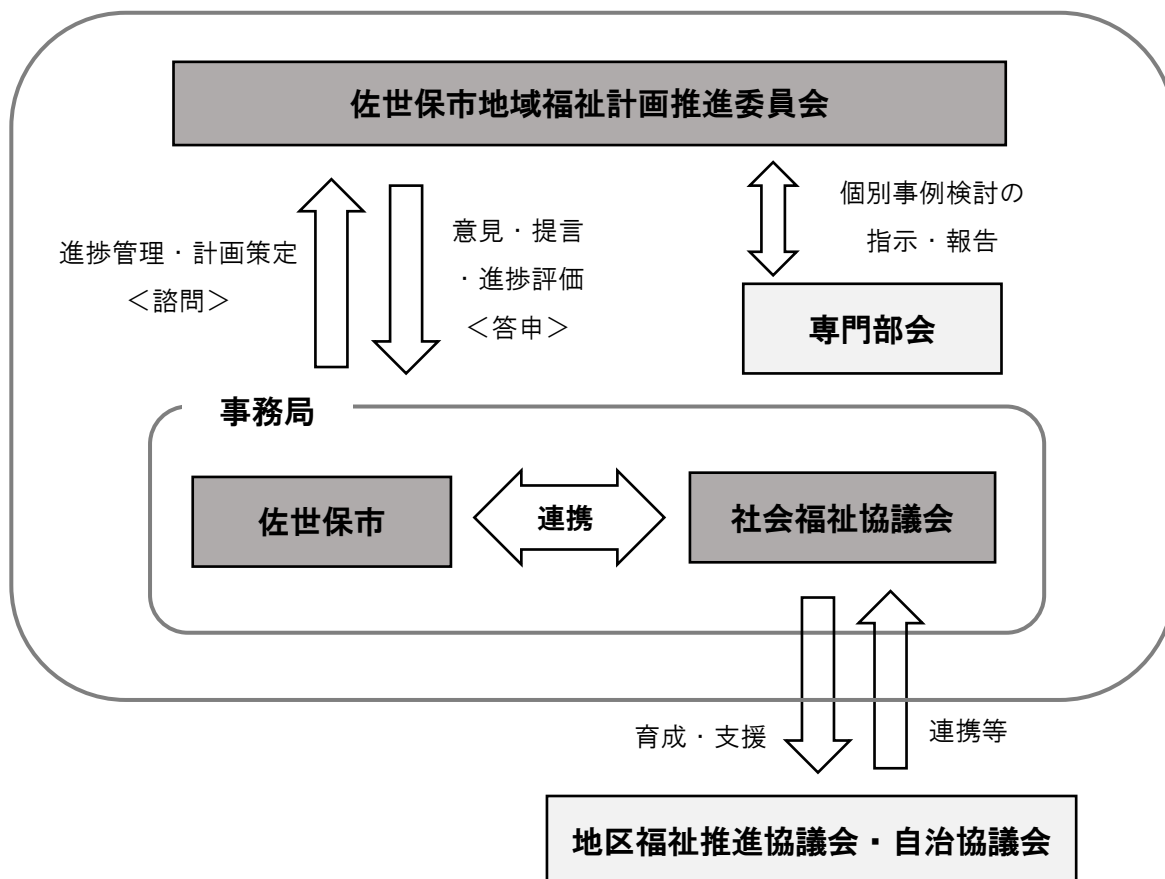 佐世保市地域福祉計画推進委員会
進捗管理・計画策定
＜諮問＞
意見・提言
・進捗評価
＜答申＞
個別事例検討の
指示・報告
専門部会
事務局
佐世保市
連携
社会福祉協議会
育成・支援
連携等
地区福祉推進協議会・自治協議会